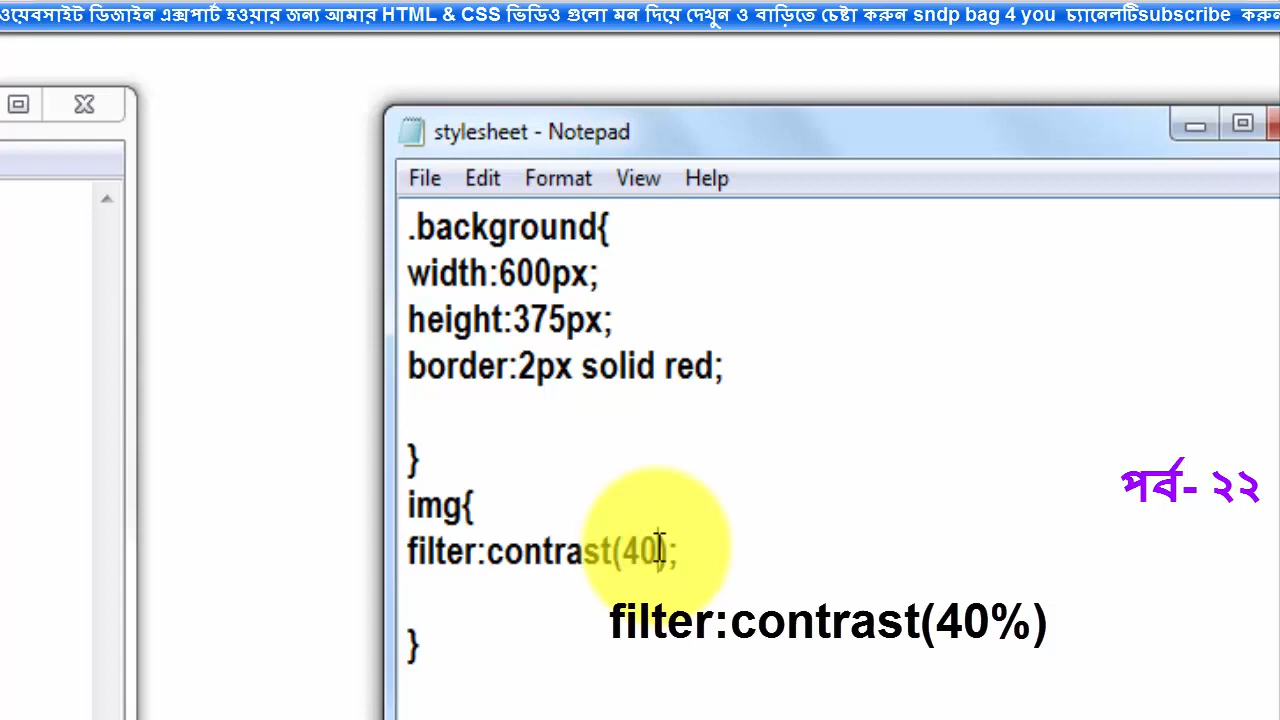 ওয়েবসাইট ডিজাইন এক্সপার্ট হওয়ার জন্য আমার HTML & CSS ভিডিও গুলো মন দিয়ে দেখুন ও বাড়িতে চেষ্টা করুন sndp bag 4 you চ্যানেলটিsubscribe করুন
stylesheet - Notepad
File Edit Format View Help
.background{
width:600px;
height:375px;
border:2px solid red;
}
পর্ব- ২২
img{
filter:contrast(40);
filter:contrast(40%)
}